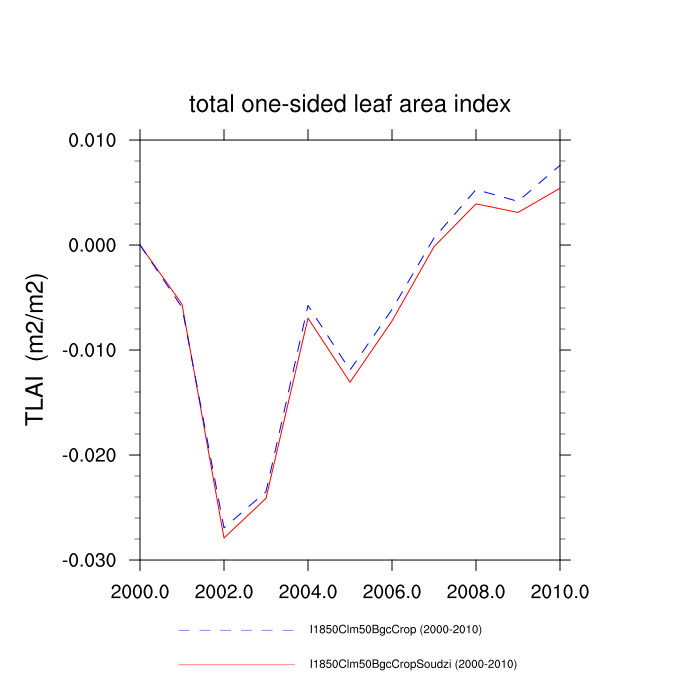 total one-sided leaf area index
0.010
0.000
-0.010
-0.020
-0.030
TLAI (m2/m2)
2000.0 2002.0 2004.0 2006.0 2008.0 2010.0
I1850Clm50BgcCrop (2000-2010)
I1850Clm50BgcCropSoudzi (2000-2010)